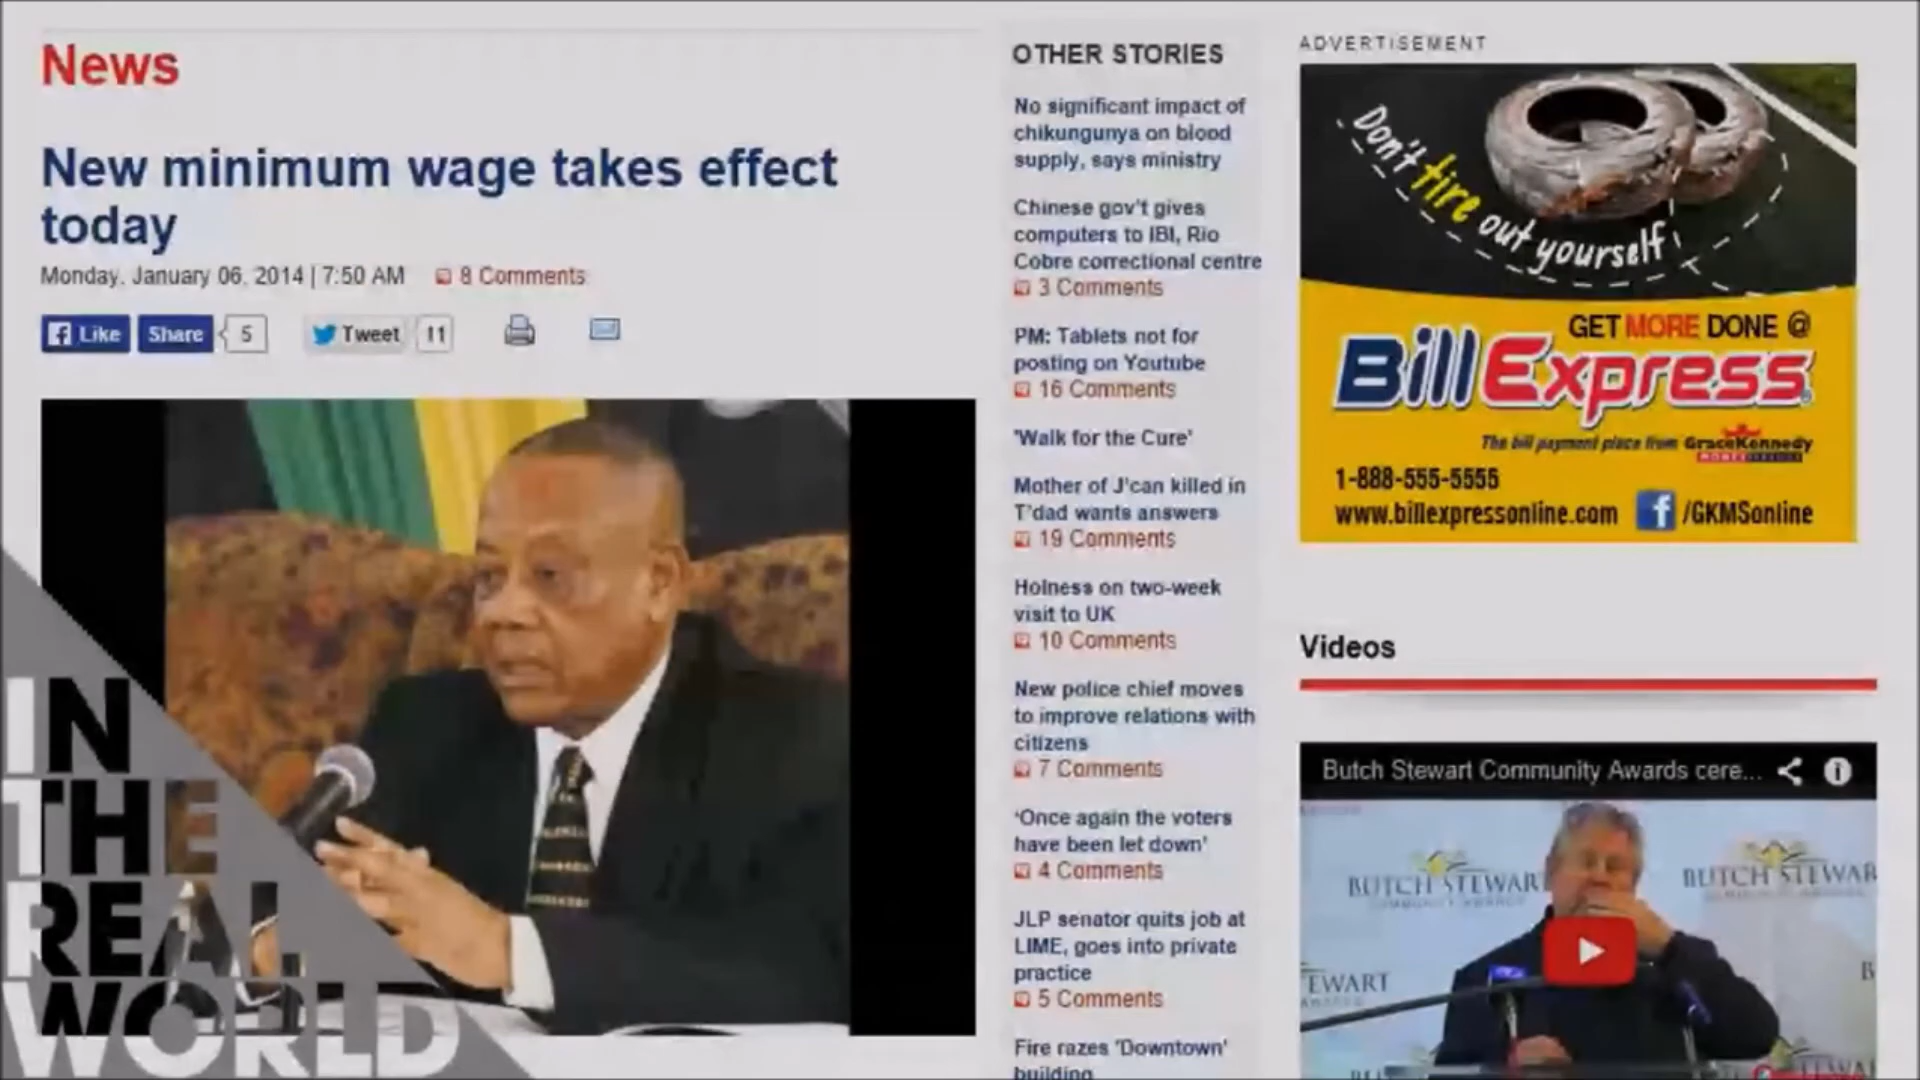 News
New minimum wage takes effect
today
Monday, January 06, 2014 | 7:50 AM 8 Comments
Like Share 5 Tweet 11
IN
THE
REAL
WORLD
OTHER STORIES
No significant impact of
chikungunya on blood
supply, says ministry
Chinese gov't gives
computers to IBI, Rio
Cobre correctional centre
3 Comments
PM: Tablets not for
posting on Youtube
16 Comments
'Walk for the Cure'
Mother of J'can killed in
T'dad wants answers
19 Comments
Holness on two-week
visit to UK
10 Comments
New police chief moves
to improve relations with
citizens
7 Comments
'Once again the voters
have been let down'
4 Comments
JLP senator quits job at
LIME, goes into private
practice
5 Comments
Fire razes 'Downtown'
building
ADVERTISEMENT
Don't tire out yourself
GET MORE DONE @
BillExpress
The bill payment place from GraceKennedy
1-888-555-5555
www.billexpressonline.com f /GKMSonline
Videos
Butch Stewart Community Awards cere...
BUTCH STEWAR
BUTCH STEWAR
EWART